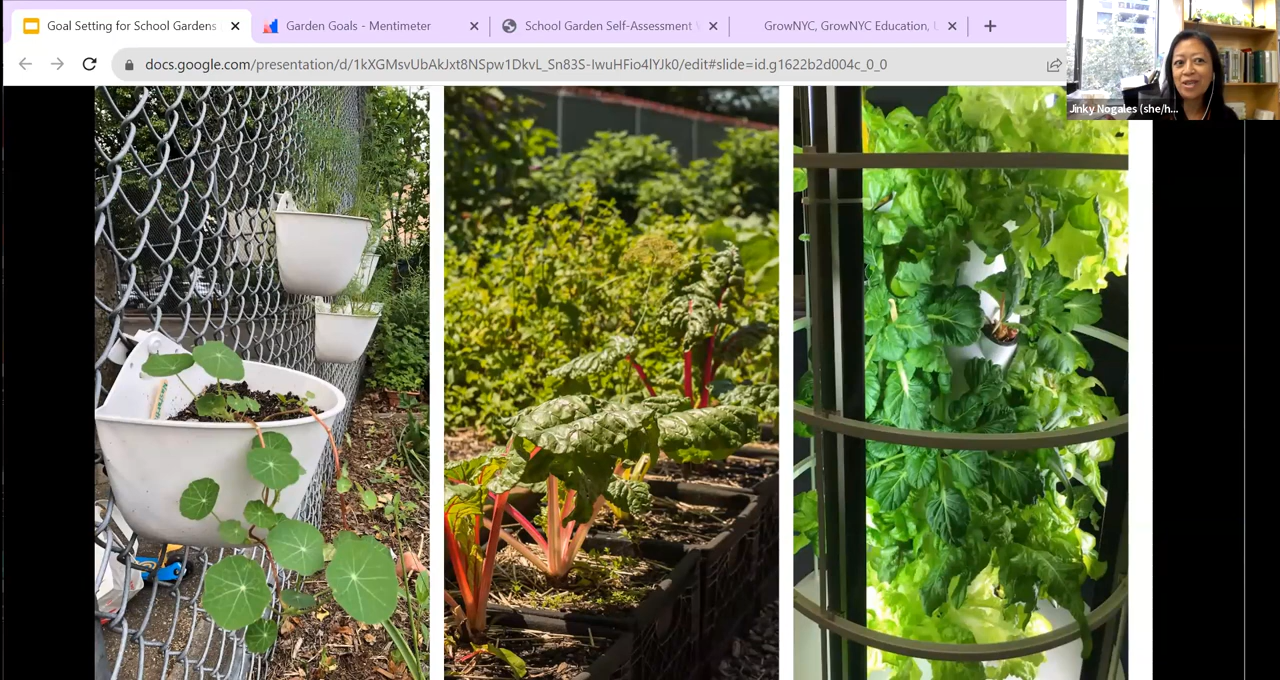 Goal Setting for School Gardens
Garden Goals - Mentimeter
School Garden Self-Assessment
GrowNYC, GrowNYC Education,
docs.google.com/presentation/d/1kXGMsvUbAkJxt8NSpw1DkvL_Sn83S-IwuHFio4lYJk0/edit#slide=id.g1622b2d004c_0_0
Jinky Nogales (she/h...